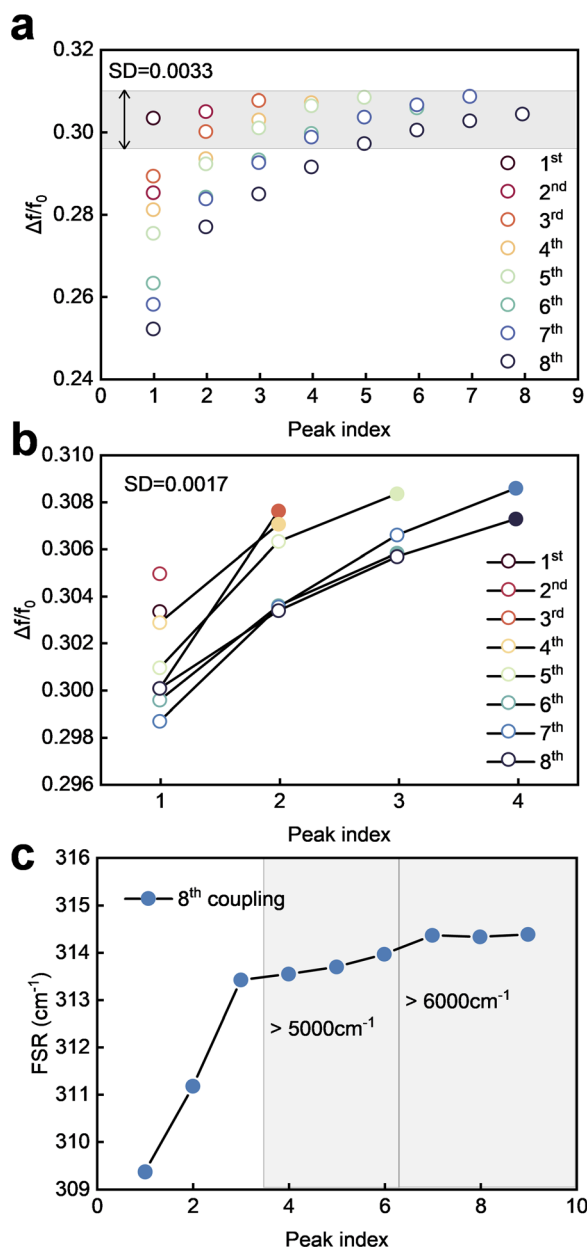 a
0.32
SD=0.0033
0.30
0.28
0.26
0.24
Δf/f₀
1st
2nd
3rd
4th
5th
6th
7th
8th
0 1 2 3 4 5 6 7 8 9
Peak index
b
0.310
SD=0.0017
0.308
0.306
0.304
0.302
0.300
0.298
0.296
Δf/f₀
1st
2nd
3rd
4th
5th
6th
7th
8th
1 2 3 4
Peak index
c
316
8th coupling
315
314
313
312
311
310
309
FSR (cm⁻¹)
> 5000cm⁻¹
> 6000cm⁻¹
0 2 4 6 8 10
Peak index